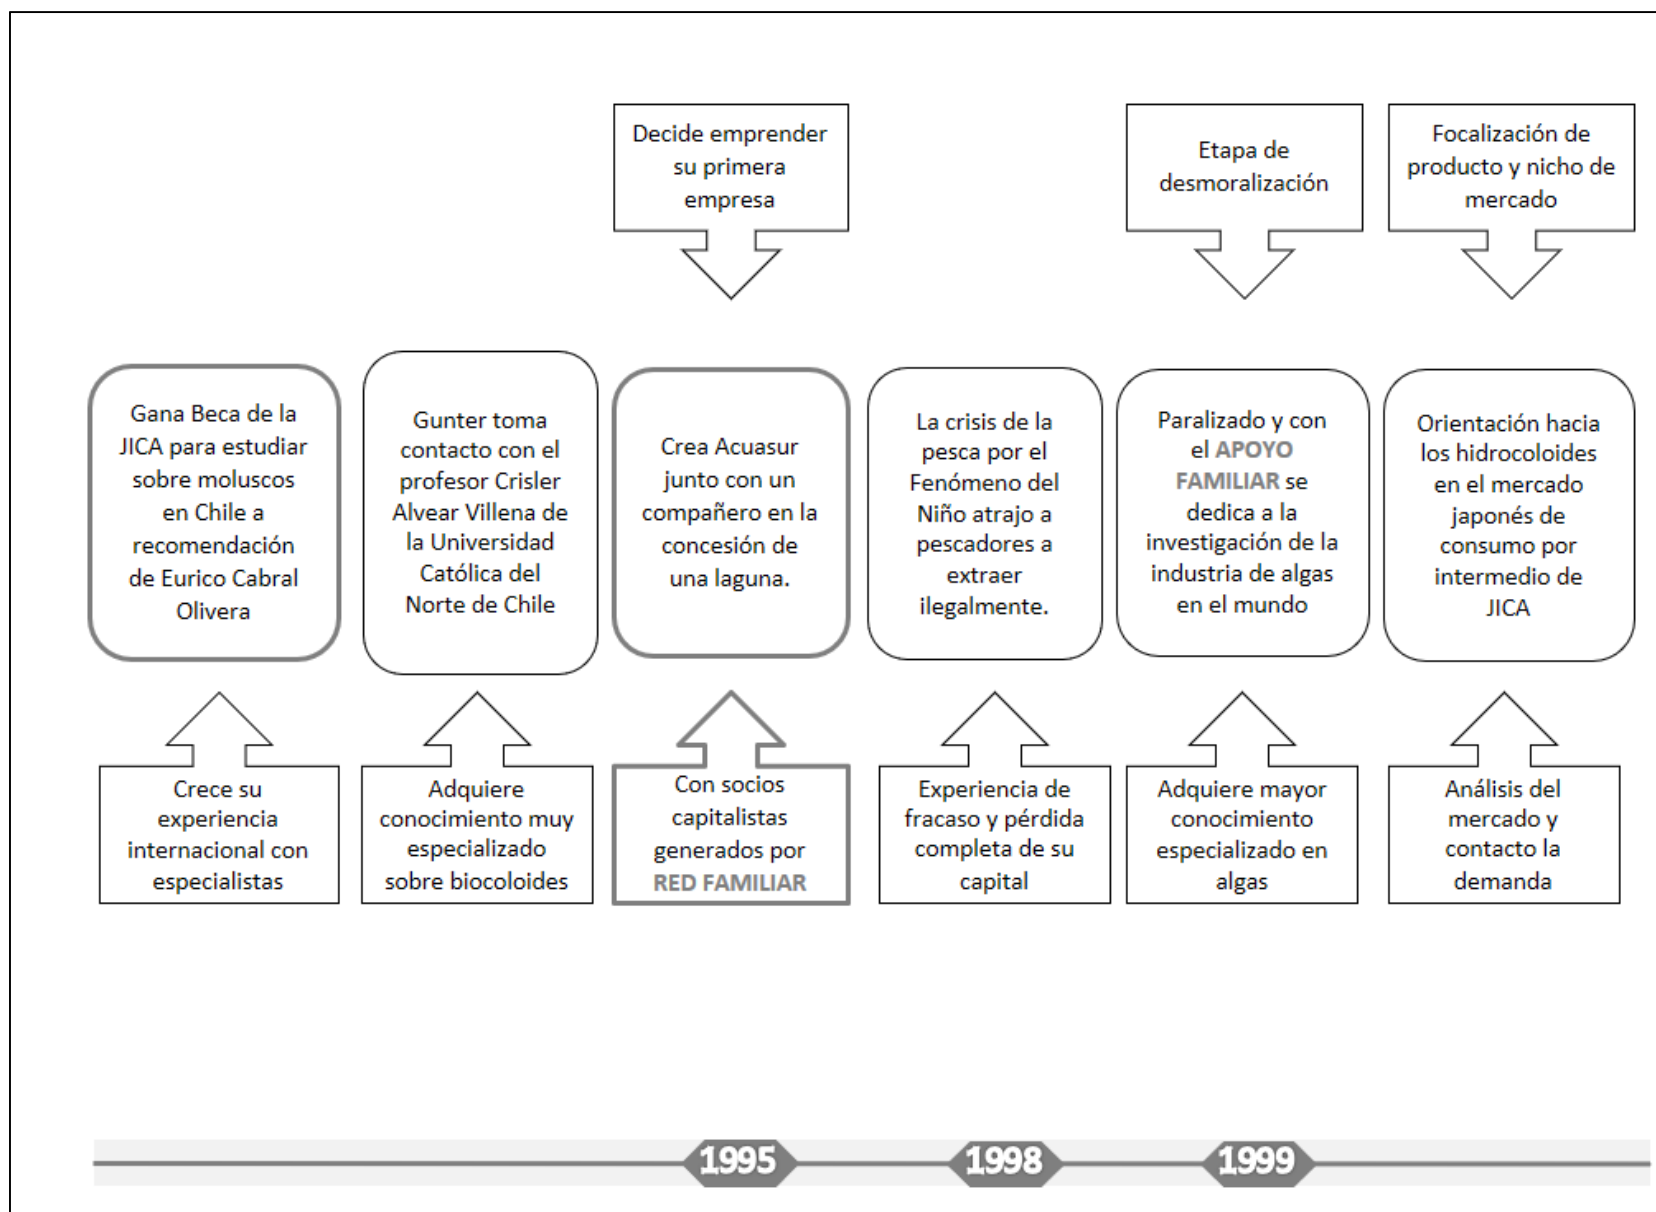 Decide emprender
su primera
empresa
Etapa de
desmoralización
Focalización de
producto y nicho de
mercado
Gana Beca de la
JICA para estudiar
sobre moluscos
en Chile a
recomendación
de Eurico Cabral
Olivera
Gunter toma
contacto con el
profesor Crisler
Alvear Villena de
la Universidad
Católica del
Norte de Chile
Crea Acuasur
junto con un
compañero en la
concesión de
una laguna.
La crisis de la
pesca por el
Fenómeno del
Niño atrajo a
pescadores a
extraer
ilegalmente.
Paralizado y con
el APOYO
FAMILIAR se
dedica a la
investigación de la
industria de algas
en el mundo
Orientación hacia
los hidrocoloides
en el mercado
japonés de
consumo por
intermedio de
JICA
Crece su
experiencia
internacional con
especialistas
Adquiere
conocimiento muy
especializado
sobre biocoloides
Con socios
capitalistas
generados por
RED FAMILIAR
Experiencia de
fracaso y pérdida
completa de su
capital
Adquiere mayor
conocimiento
especializado en
algas
Análisis del
mercado y
contacto la
demanda
1995
1998
1999